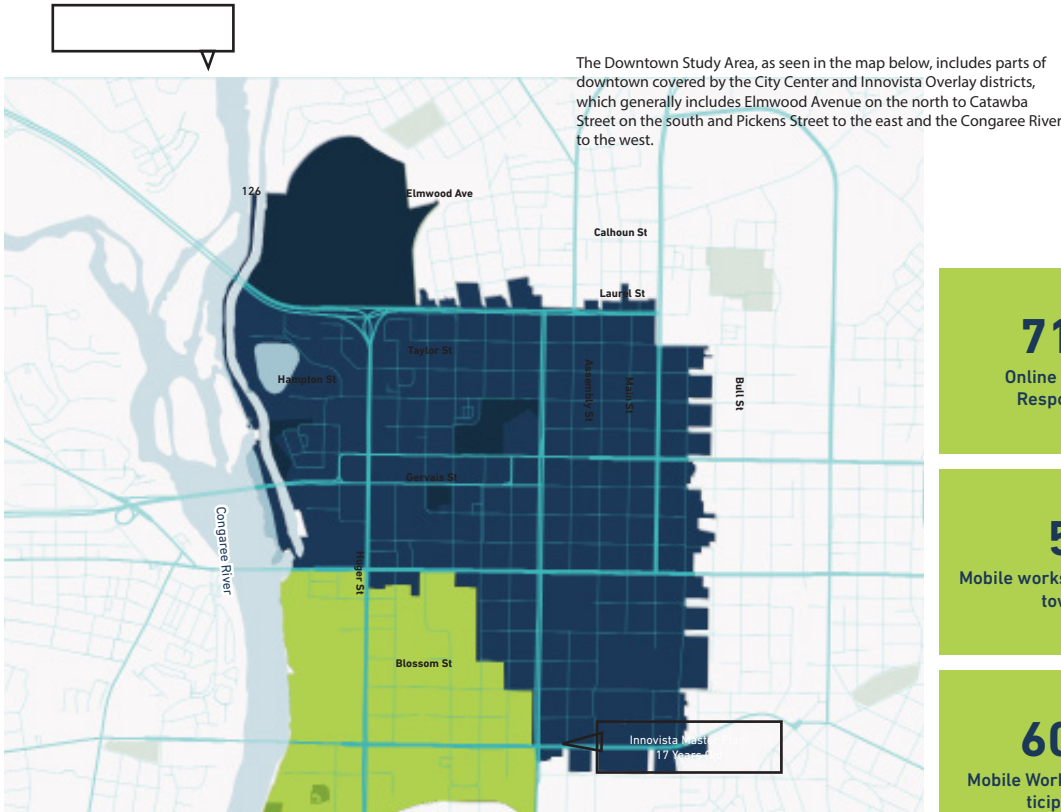 The Downtown Study Area, as seen in the map below, includes parts of
downtown covered by the City Center and Innovista Overlay districts,
which generally includes Elmwood Avenue on the north to Catawba
Street on the south and Pickens Street to the east and the Congaree River
to the west.
126
Elmwood Ave
Calhoun St
Laurel St
Taylor St
Hampton St
Assembly St
Main St
Bull St
Gervais St
Congaree River
Huger St
Blossom St
Innovista
17 Years
71
Online
Respo
5
Mobile works
tow
60
Mobile Work
ticip